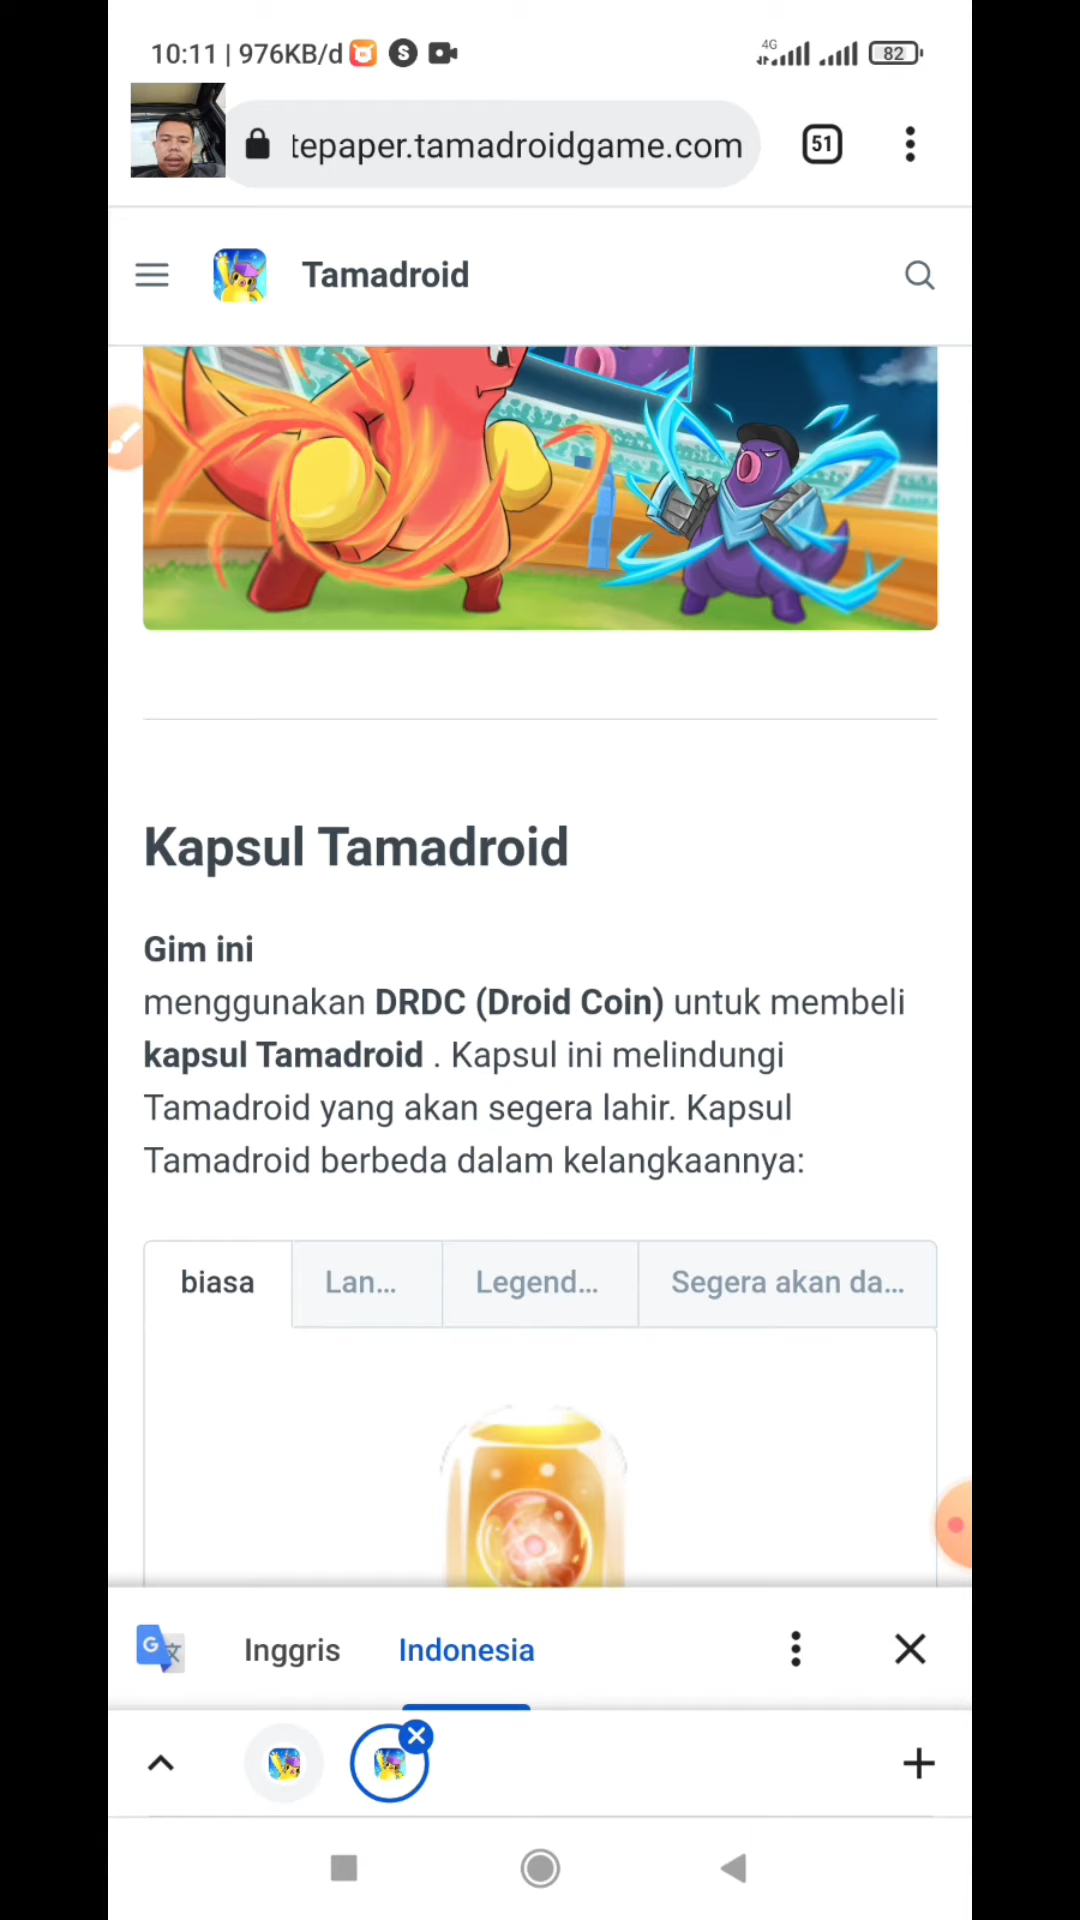 10:11 | 976KB/d
4G
82
tepaper.tamadroidgame.com
51
Tamadroid
Kapsul Tamadroid
Gim ini
menggunakan DRDC (Droid Coin) untuk membeli
kapsul Tamadroid . Kapsul ini melindungi
Tamadroid yang akan segera lahir. Kapsul
Tamadroid berbeda dalam kelangkaannya:
biasa
Lan...
Legend...
Segera akan da...
Inggris
Indonesia